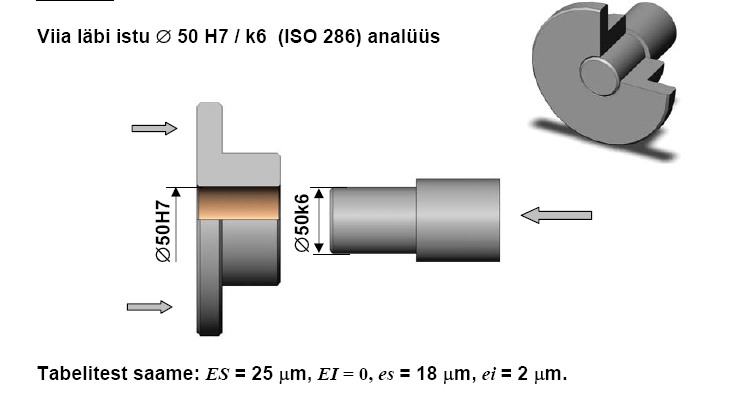 Viia läbi istu ∅ 50 H7 / k6 (ISO 286) analüüs
∅50H7
∅50k6
Tabelitest saame: ES = 25 μm, EI = 0, es = 18 μm, ei = 2 μm.